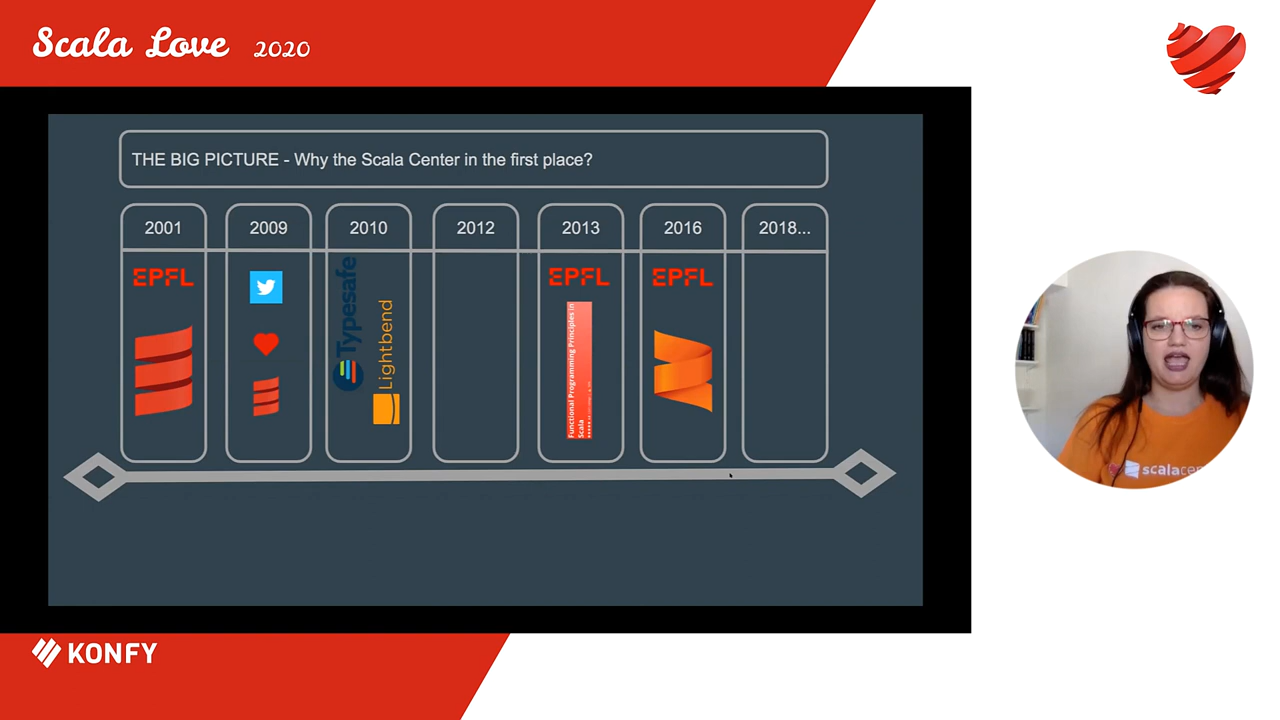 Scala Love 2020
THE BIG PICTURE - Why the Scala Center in the first place?
2001
2009
2010
2012
2013
2016
2018...
EPFL
Typesafe
Lightbend
EPFL
Functional Programming Principles in
Scala
EPFL
scalacen
KONFY